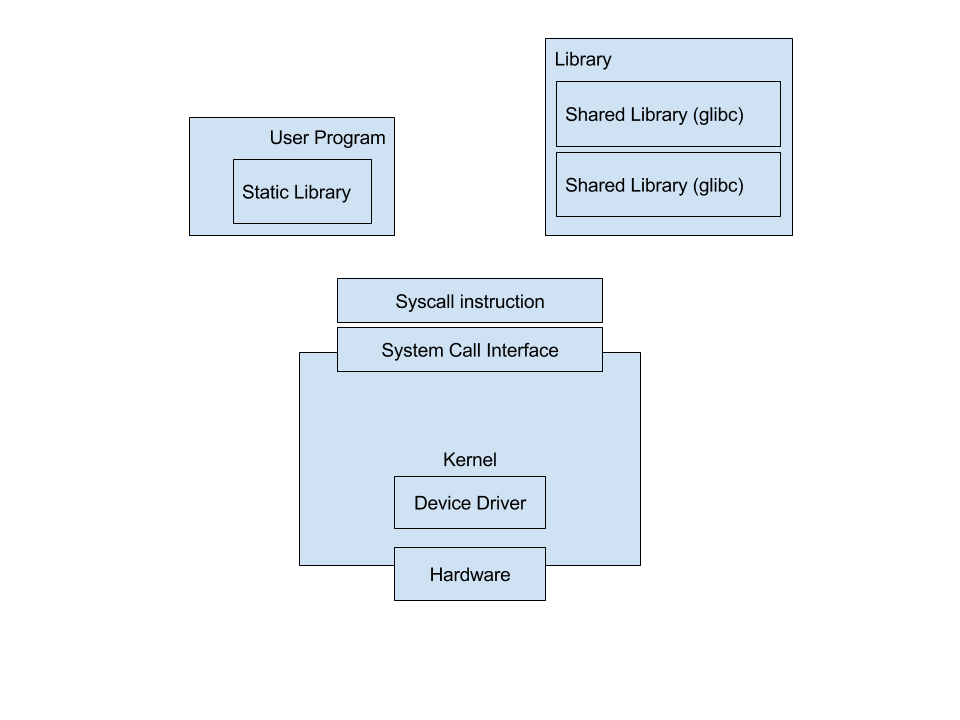 Library
Shared Library (glibc)
User Program
Shared Library (glibc)
Static Library
Syscall instruction
System Call Interface
Kernel
Device Driver
Hardware